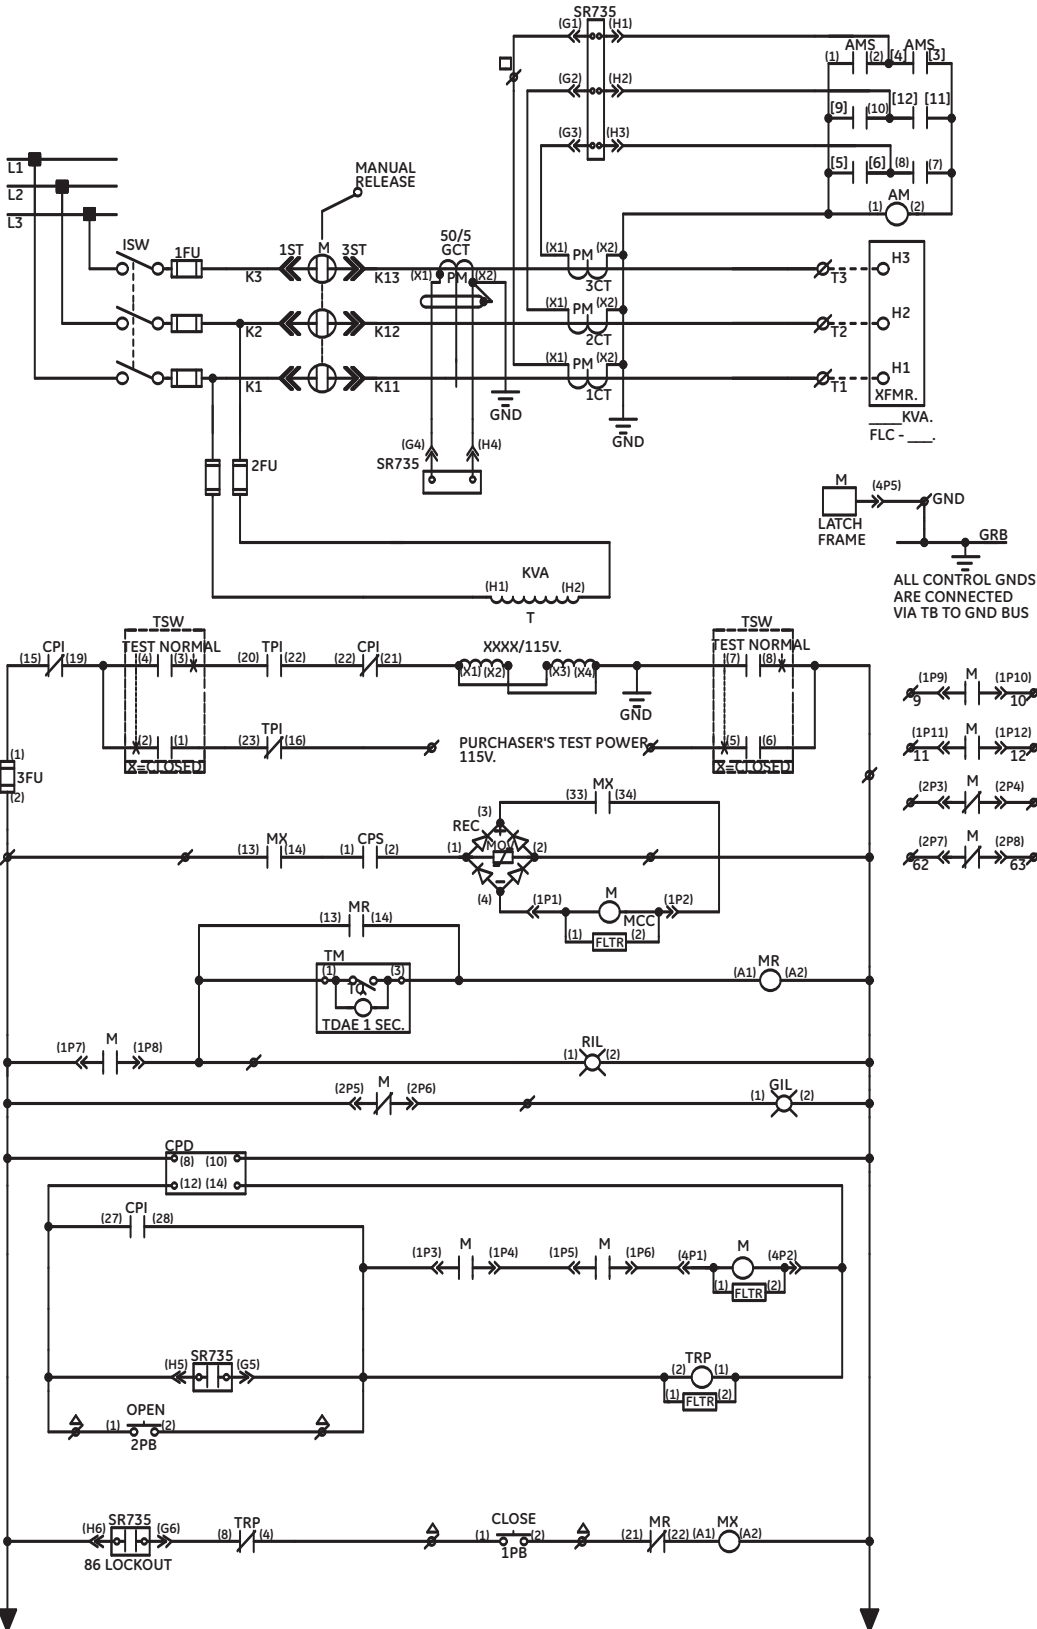 SR735
(G1) (H1)
AMS AMS
(1) (2) [4] [3]
(G2) (H2)
[9] (10) [12] [11]
(G3) (H3)
[5] [6] (8) (7)
AM
(1) (2)
L1
L2
L3
MANUAL
RELEASE
ISW 1FU 1ST M 3ST 50/5
GCT
K3 K13 (X1) PM (X2)
(X1) PM (X2)
3CT
T3 H3
K2 K12
(X1) PM (X2)
2CT
T2 H2
K1 K11
(X1) PM (X2)
1CT
T1 H1
XFMR.
GND
GND
____KVA.
FLC - ___.
(G4) (H4)
SR735
2FU
M (4P5) GND
LATCH
FRAME
GRB
ALL CONTROL GNDS
ARE CONNECTED
VIA TB TO GND BUS
KVA
(H1) (H2)
T
TSW TSW
CPI TEST NORMAL TPI CPI XXXX/115V. TEST NORMAL
(15) (19) (4) (3) (20) (22) (22) (21) (X1) (X2) (X3) (X4) (7) (8)
GND
TPI
(2) (1) (23) (16) PURCHASER'S TEST POWER
115V.
(5) (6)
X=CLOSED X=CLOSED
(1P9) M (1P10)
9 10
(1P11) M (1P12)
11 12
(2P3) M (2P4)
(2P7) M (2P8)
62 63
(1)
3FU
(2)
MX
(33) (34)
(3)
REC
MX CPS
(13) (14) (1) (2) (1) MOV (2)
(4) (1P1) M (1P2)
MCC
(1) FLTR (2)
MR
(13) (14)
TM
(1) (3)
TQ
TDAE 1 SEC.
MR
(A1) (A2)
(1P7) M (1P8) RIL
(1) (2)
(2P5) M (2P6) GIL
(1) (2)
CPD
(8) (10)
(12) (14)
CPI
(27) (28)
(1P3) M (1P4) (1P5) M (1P6) (4P1) M (4P2)
(1) FLTR (2)
SR735
(H5) (G5)
TRP
(2) (1)
(1) FLTR (2)
OPEN
(1) (2)
2PB
SR735 TRP CLOSE MR MX
(H6) (G6) (8) (4) (1) (2) (21) (22) (A1) (A2)
86 LOCKOUT 1PB